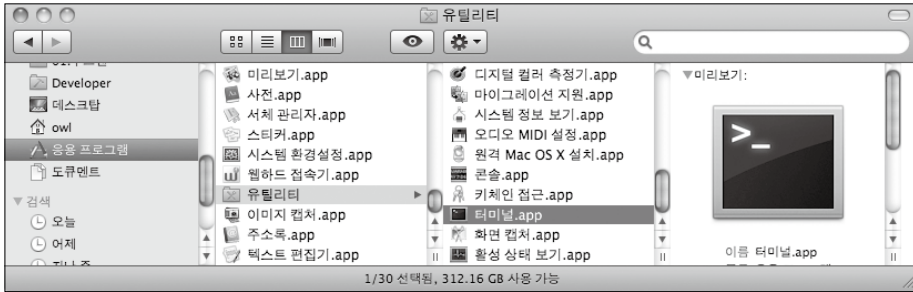 유틸리티
Developer
데스크탑
owl
응용 프로그램
도큐멘트
검색
오늘
어제
미리보기.app
사전.app
서체 관리자.app
스티커.app
시스템 환경설정.app
웹하드 접속기.app
유틸리티
이미지 캡처.app
주소록.app
텍스트 편집기.app
디지털 컬러 측정기.app
마이그레이션 지원.app
시스템 정보 보기.app
오디오 MIDI 설정.app
원격 Mac OS X 설치.app
콘솔.app
키체인 접근.app
터미널.app
화면 캡처.app
활성 상태 보기.app
미리보기:
>_
이름 터미널.app
1/30 선택됨, 312.16 GB 사용 가능